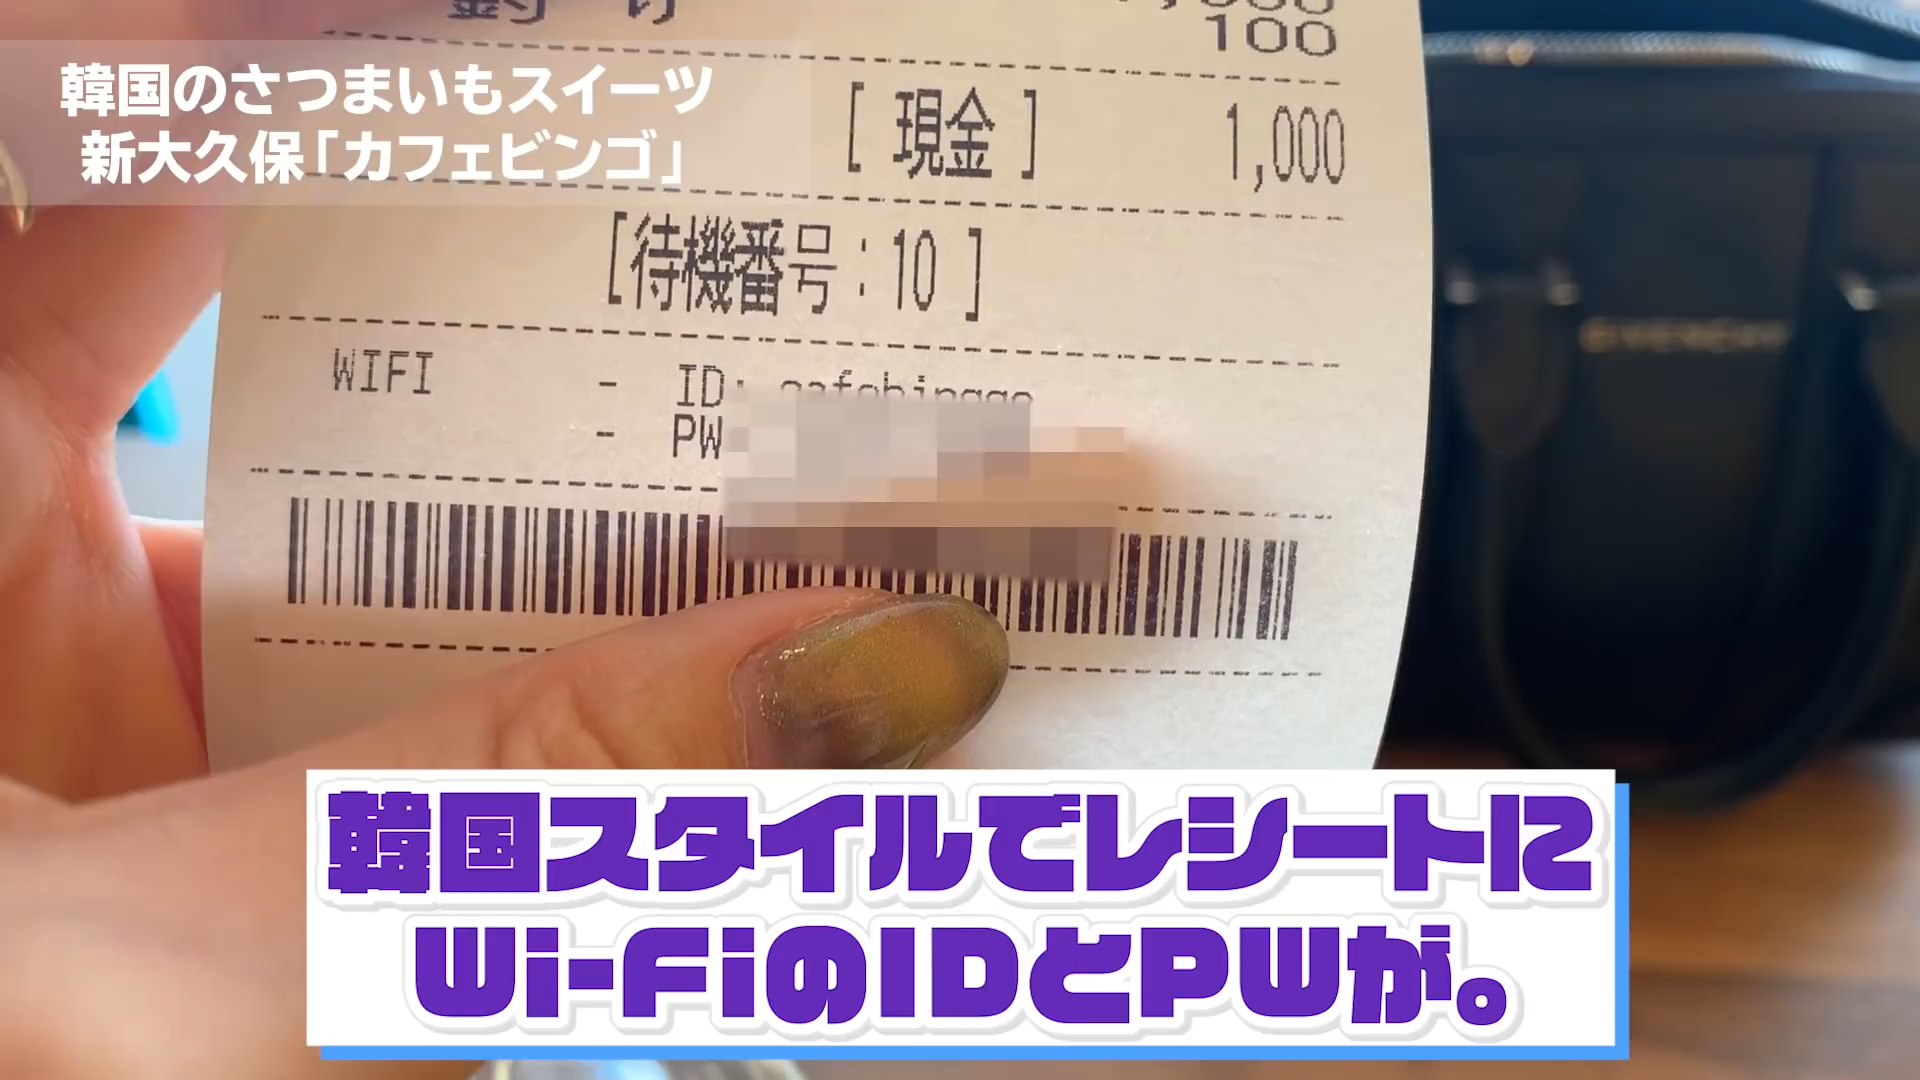 韓国のさつまいもスイーツ
新大久保「カフェビンゴ」
釣 り
100
[ 現金 ] 1,000
[待機番号:10 ]
WIFI - ID:
- PW
GIVENCHY
韓国スタイルでレシートに
Wi-FiのIDとPWが。